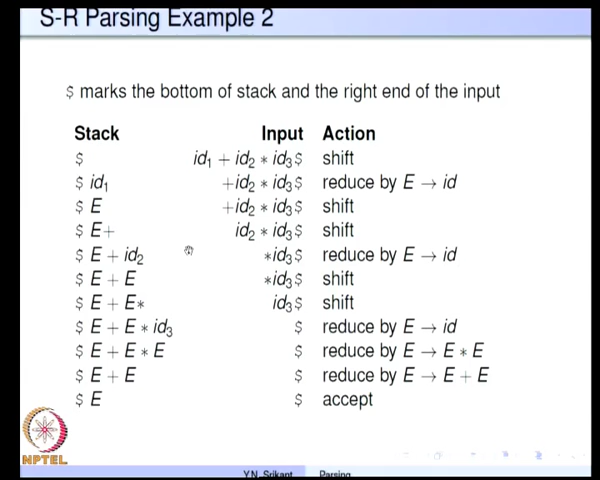 S-R Parsing Example 2
$ marks the bottom of stack and the right end of the input
Stack Input Action
$ id₁ + id₂ * id₃$ shift
$ id₁ +id₂ * id₃$ reduce by E → id
$ E +id₂ * id₃$ shift
$ E+ id₂ * id₃$ shift
$ E + id₂ *id₃$ reduce by E → id
$ E + E *id₃$ shift
$ E + E* id₃$ shift
$ E + E * id₃ $ reduce by E → id
$ E + E * E $ reduce by E → E * E
$ E + E $ reduce by E → E + E
$ E $ accept
NPTEL
Y.N. Srikant Parsing